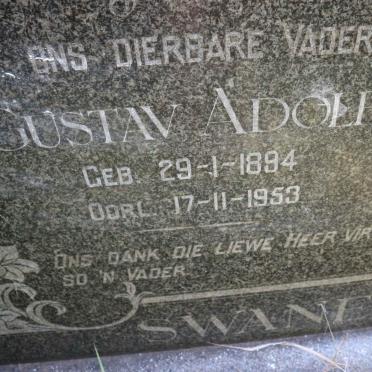 ONS DIERBARE VADER
GUSTAV ADOLF
GEB. 29-1-1894
OORL. 17-11-1953
ONS DANK DIE LIEWE HEER VIR
SO 'N VADER